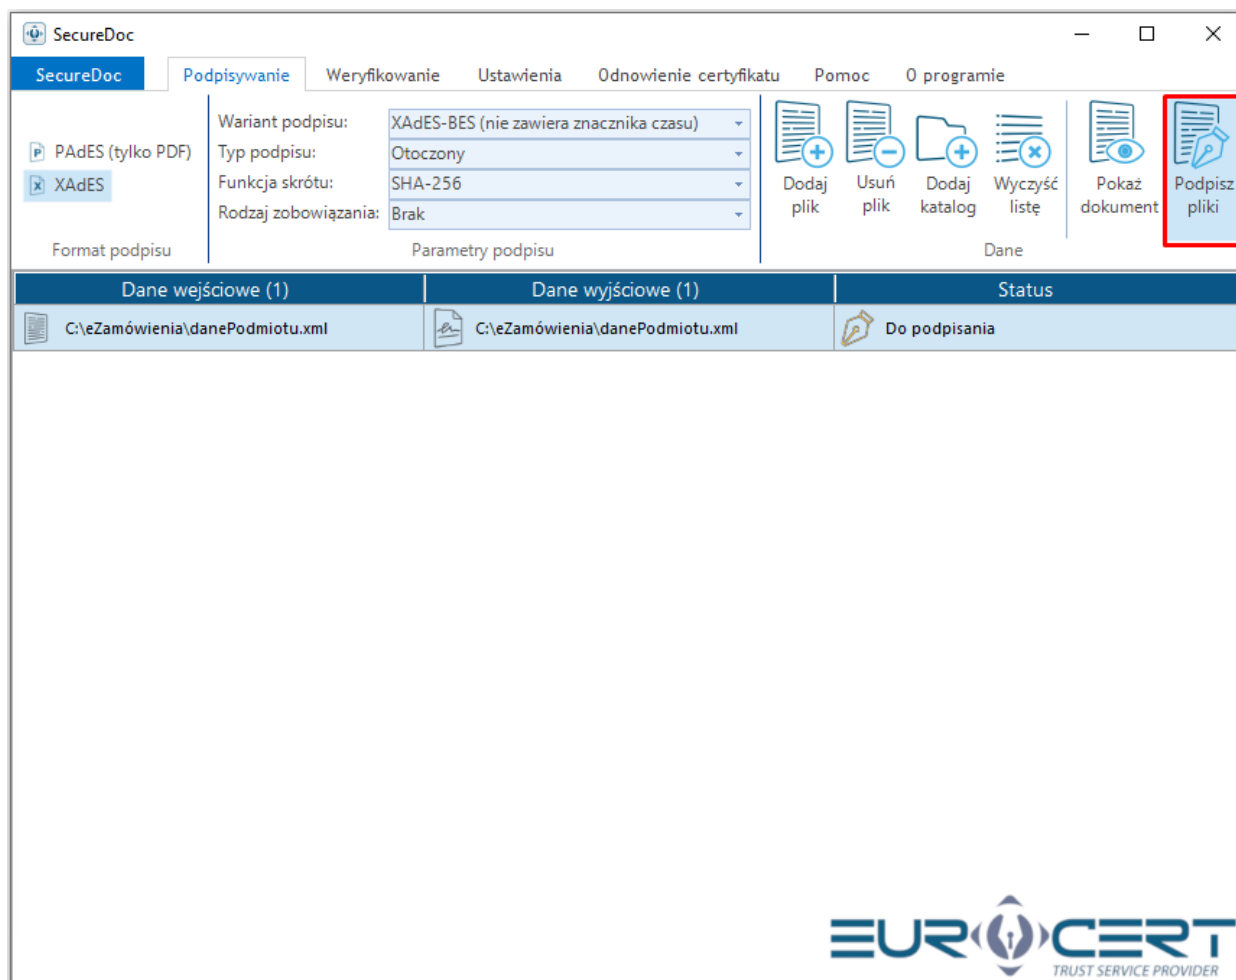 SecureDoc
SecureDoc Podpisywanie Weryfikowanie Ustawienia Odnowienie certyfikatu Pomoc O programie
PAdES (tylko PDF)
XAdES
Format podpisu
Wariant podpisu: XAdES-BES (nie zawiera znacznika czasu)
Typ podpisu: Otoczony
Funkcja skrótu: SHA-256
Rodzaj zobowiązania: Brak
Parametry podpisu
Dodaj
plik
Usuń
plik
Dodaj
katalog
Wyczyść
listę
Pokaż
dokument
Podpisz
pliki
Dane
Dane wejściowe (1) Dane wyjściowe (1) Status
C:\eZamówienia\danePodmiotu.xml C:\eZamówienia\danePodmiotu.xml Do podpisania
EUROCERT
TRUST SERVICE PROVIDER